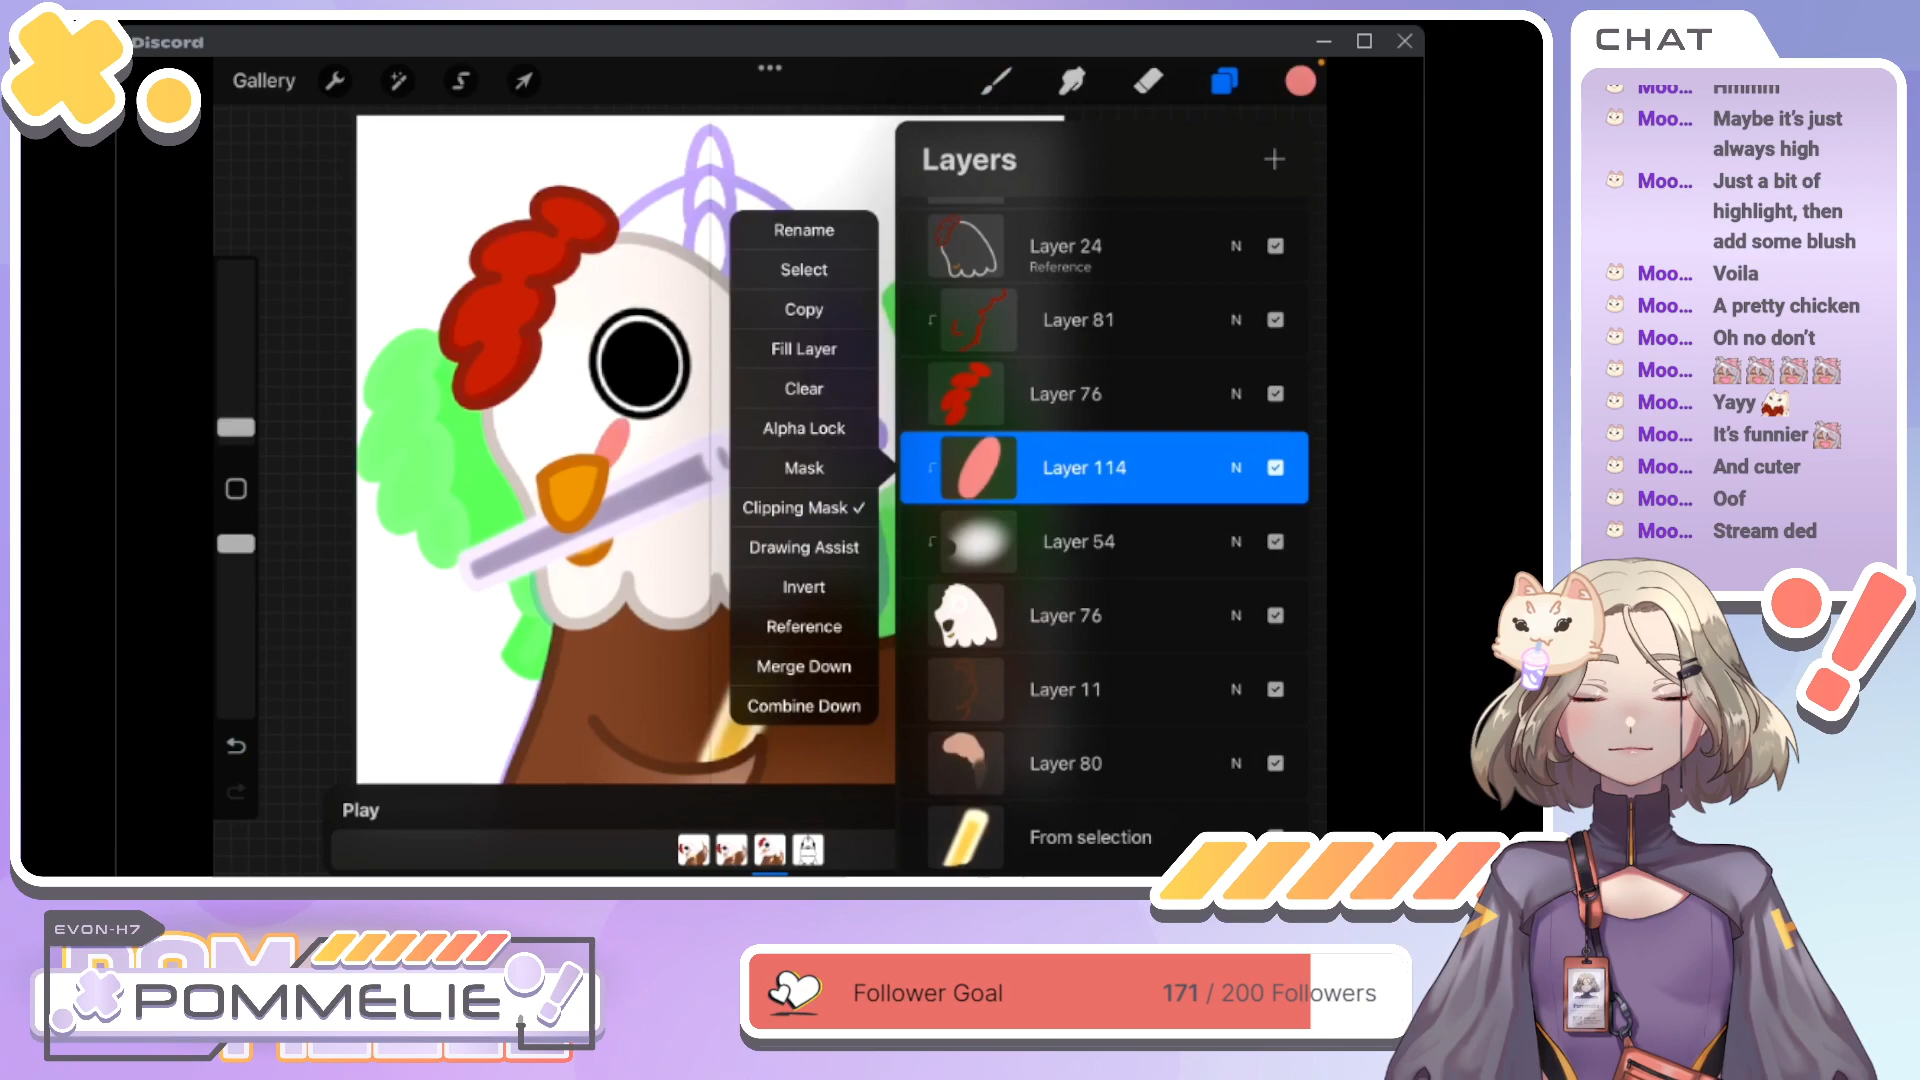 Discord
Gallery
Layers
Layer 24
N
Reference
Layer 81
N
Layer 76
N
Layer 114
N
Layer 54
N
Layer 76
N
Layer 11
N
Layer 80
N
From selection
Rename
Select
Copy
Fill Layer
Clear
Alpha Lock
Mask
Clipping Mask ✓
Drawing Assist
Invert
Reference
Merge Down
Combine Down
Play
CHAT
Moo... Hmmm
Moo... Maybe it's just
always high
Moo... Just a bit of
highlight, then
add some blush
Moo... Voila
Moo... A pretty chicken
Moo... Oh no don't
Moo...
Moo... Yayy
Moo... It's funnier
Moo... And cuter
Moo... Oof
Moo... Stream ded
EVON-H7
POMMELIE
Follower Goal
171 / 200 Followers